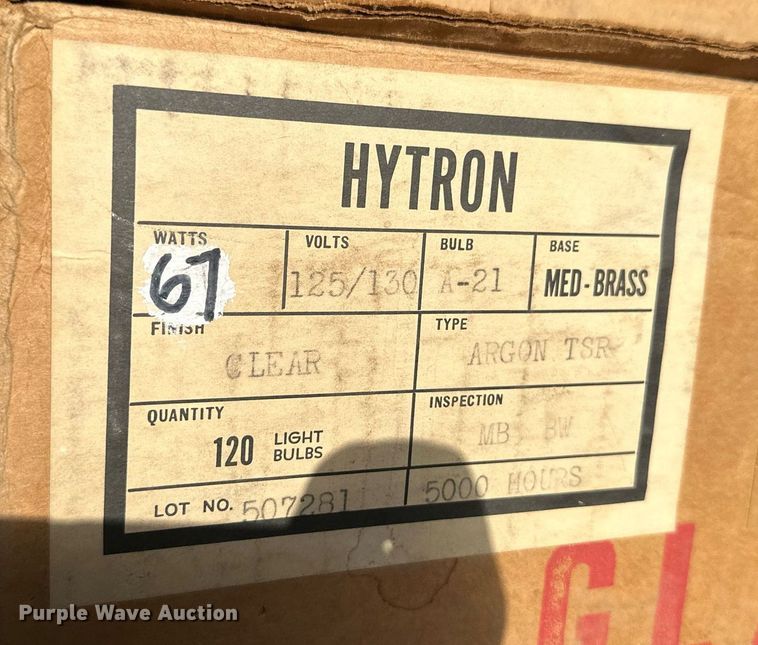 HYTRON
WATTS
67
VOLTS
125/130
BULB
A-21
BASE
MED-BRASS
FINISH
CLEAR
TYPE
ARGON TSR
QUANTITY
120 LIGHT
BULBS
INSPECTION
MB BW
LOT NO. 507281
5000 HOURS
Purple Wave Auction